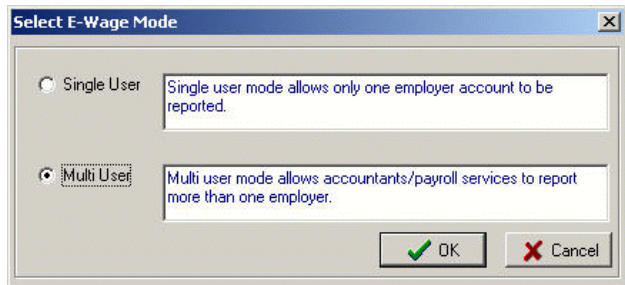 Select E-Wage Mode
Single User
Single user mode allows only one employer account to be
reported.
Multi User
Multi user mode allows accountants/payroll services to report
more than one employer.
OK
Cancel